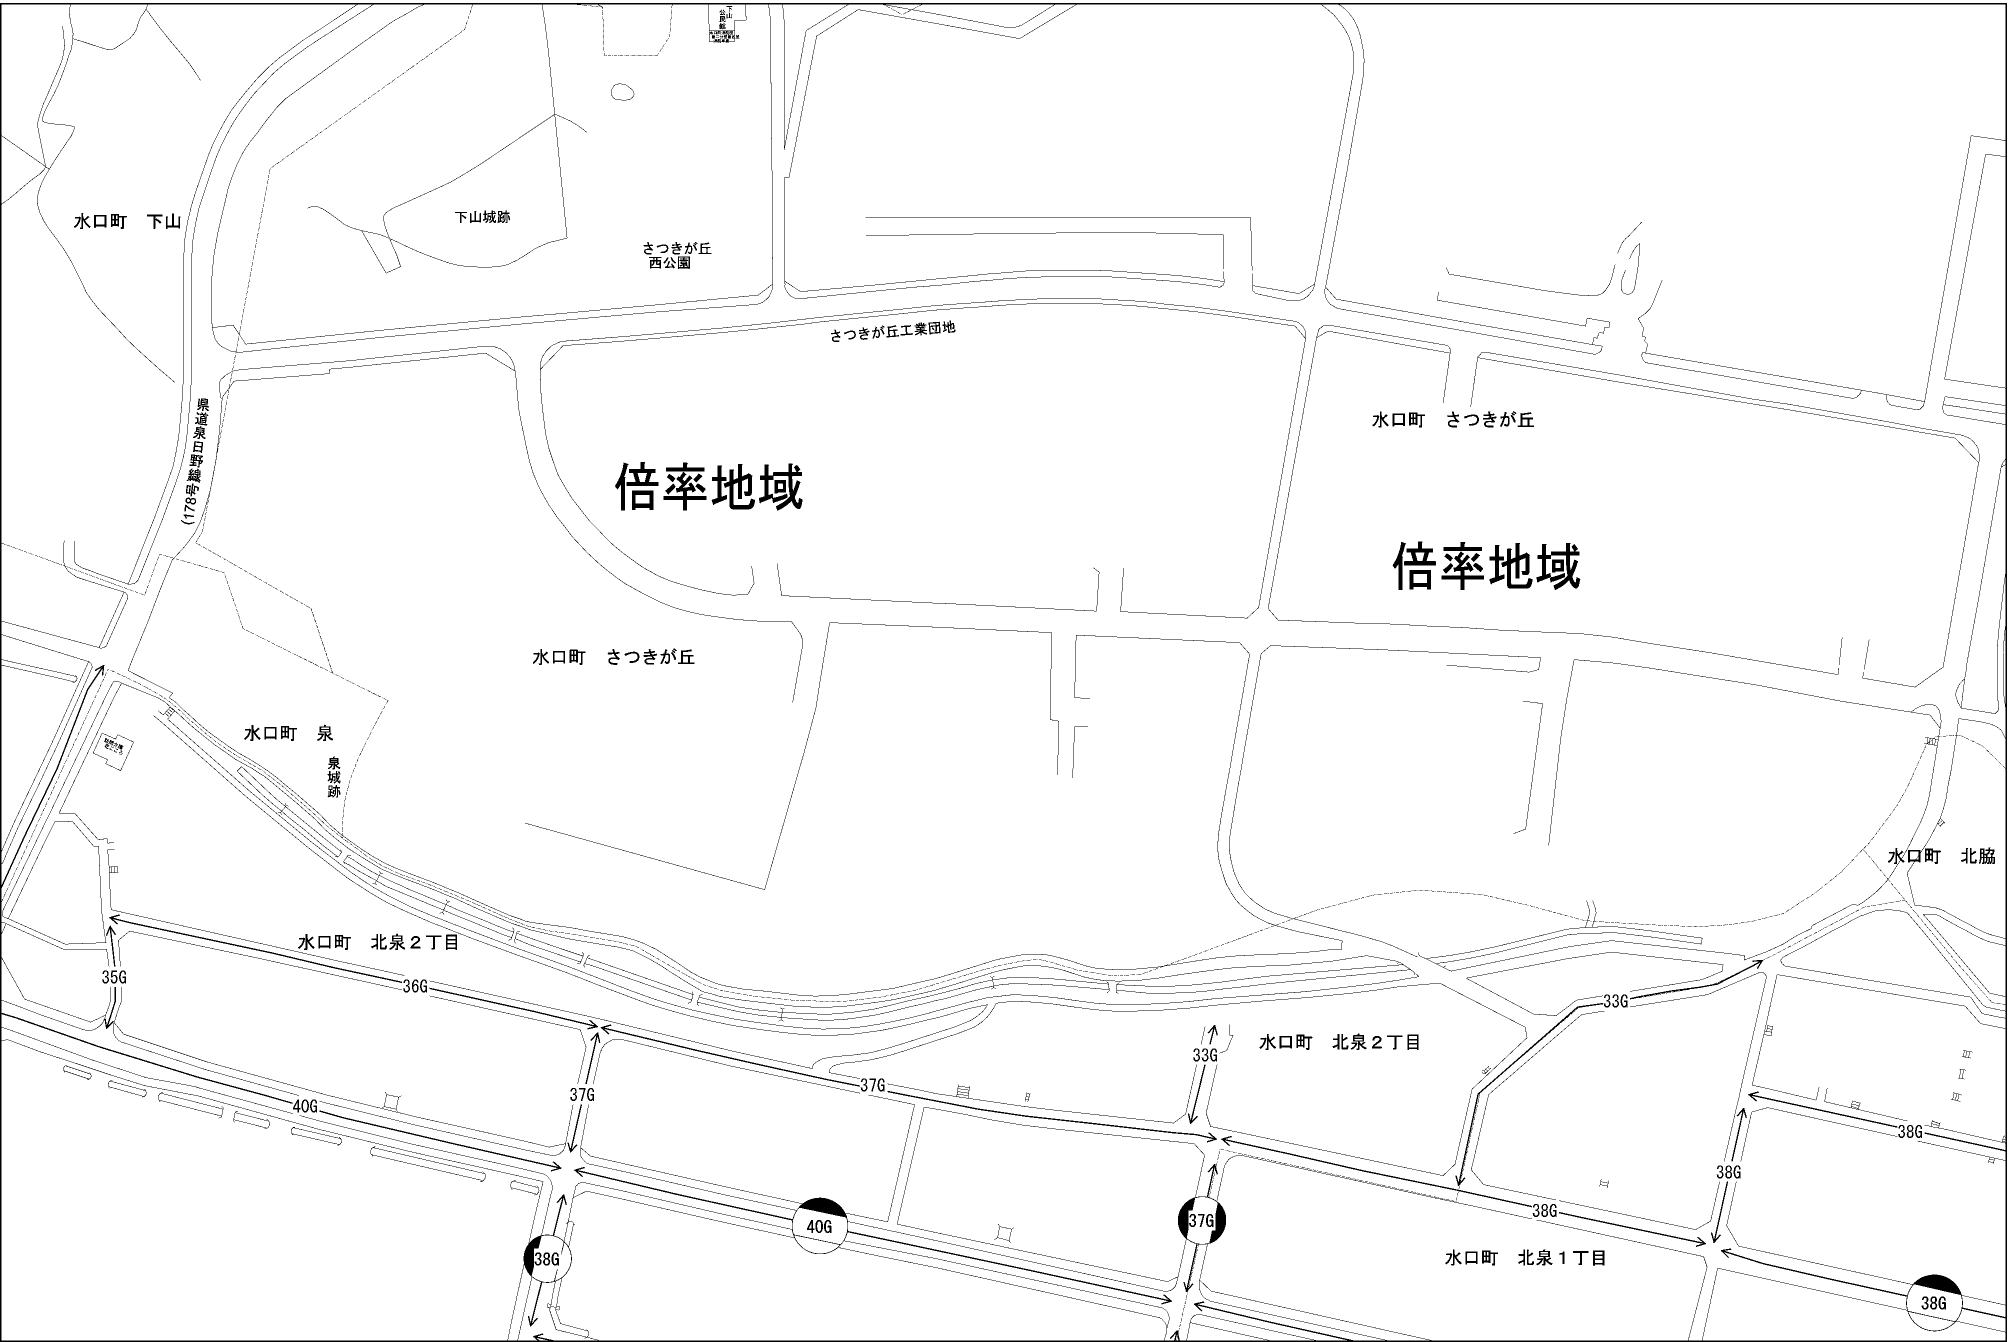 下山
公民館
水口町　下山
下山城跡
さつきが丘
西公園
さつきが丘工業団地
県道泉日野線
(178号
水口町　さつきが丘
倍率地域
倍率地域
水口町　さつきが丘
水口町　泉
泉城跡
水口町　北脇
水口町　北泉２丁目
35G
36G
33G
水口町　北泉２丁目
33G
37G
37G
40G
38G
38G
40G
37G
38G
38G
水口町　北泉１丁目
38G